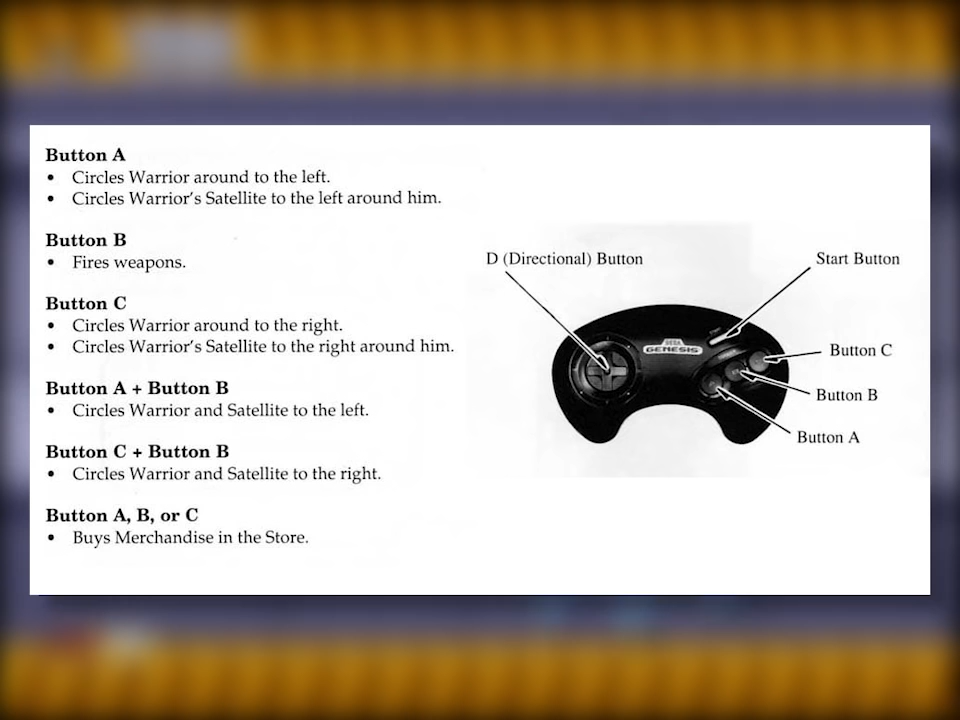 Button A
• Circles Warrior around to the left.
• Circles Warrior's Satellite to the left around him.
Button B
• Fires weapons.
Button C
• Circles Warrior around to the right.
• Circles Warrior's Satellite to the right around him.
Button A + Button B
• Circles Warrior and Satellite to the left.
Button C + Button B
• Circles Warrior and Satellite to the right.
Button A, B, or C
• Buys Merchandise in the Store.
D (Directional) Button
Start Button
SEGA
GENESIS
Button C
Button B
Button A